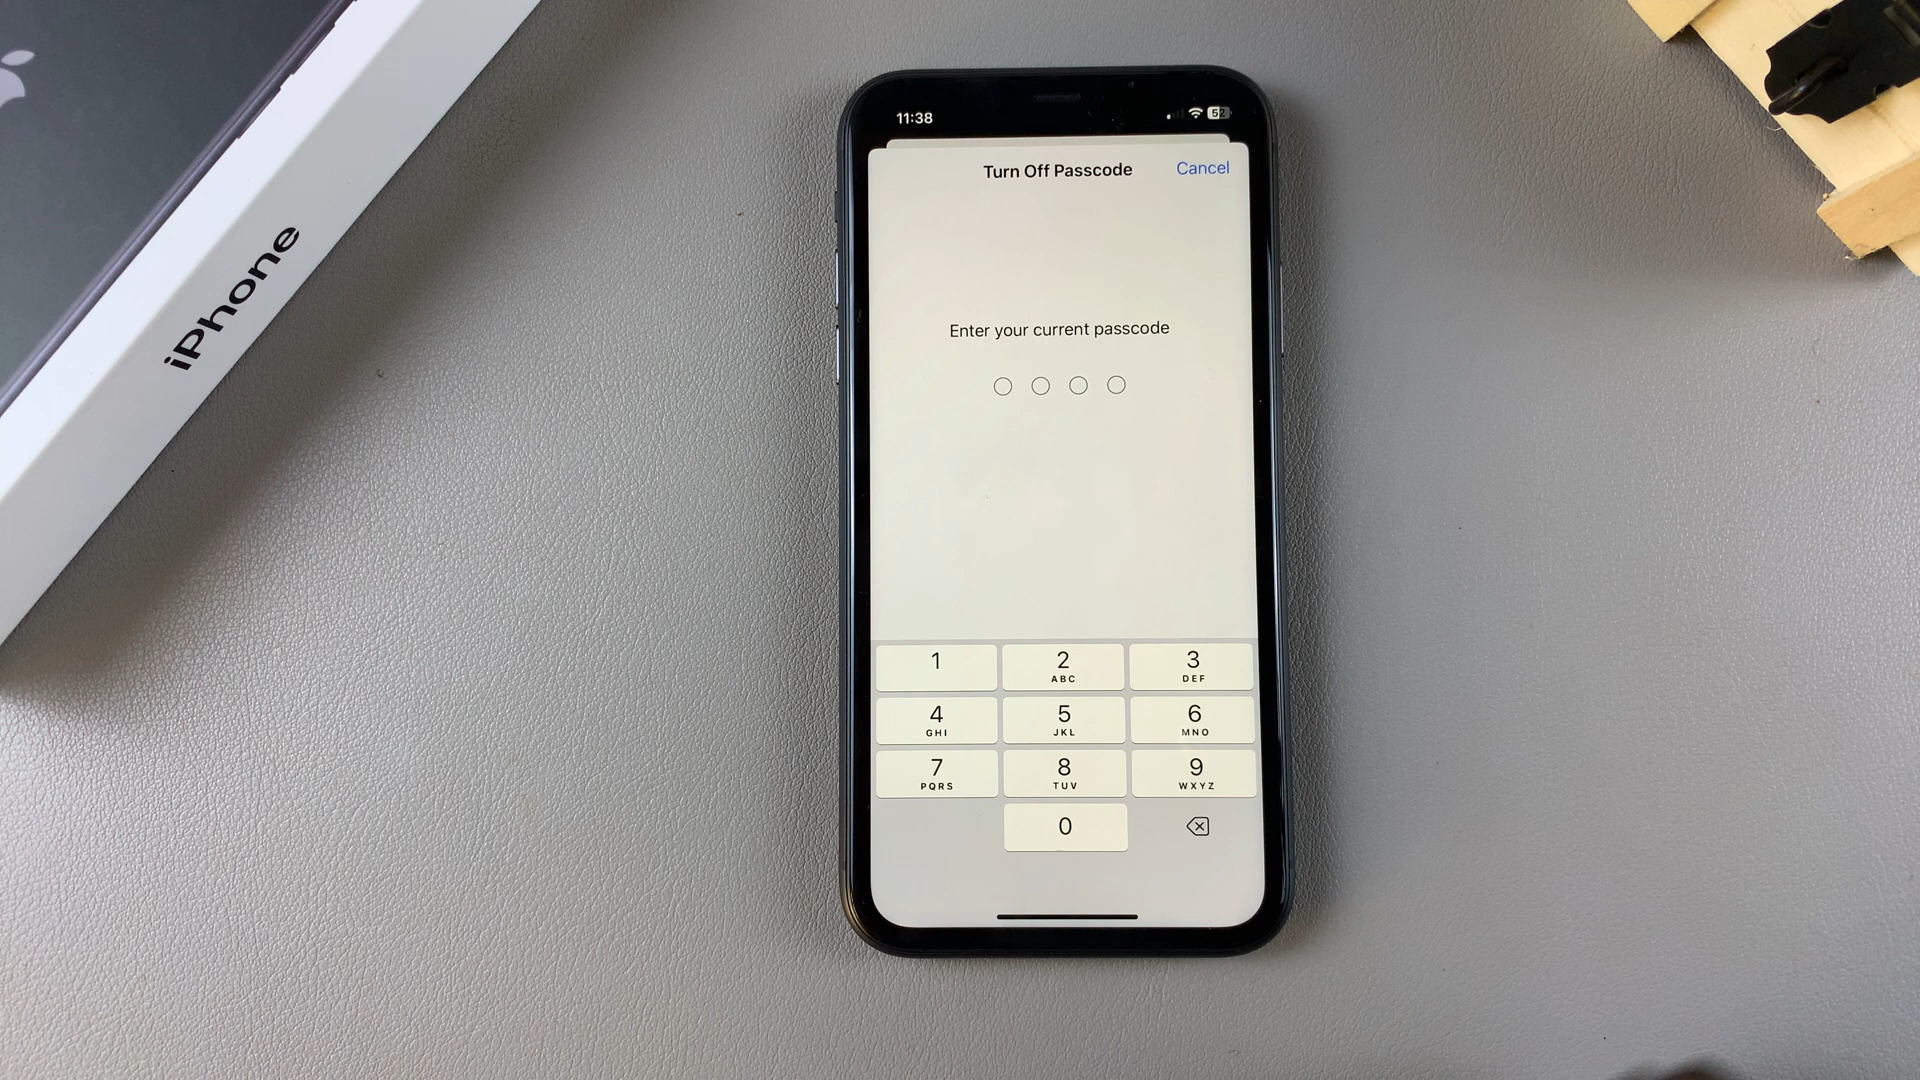 iPhone
11:38
52
Turn Off Passcode
Cancel
Enter your current passcode
1
2
ABC
3
DEF
4
GHI
5
JKL
6
MNO
7
PQRS
8
TUV
9
WXYZ
0